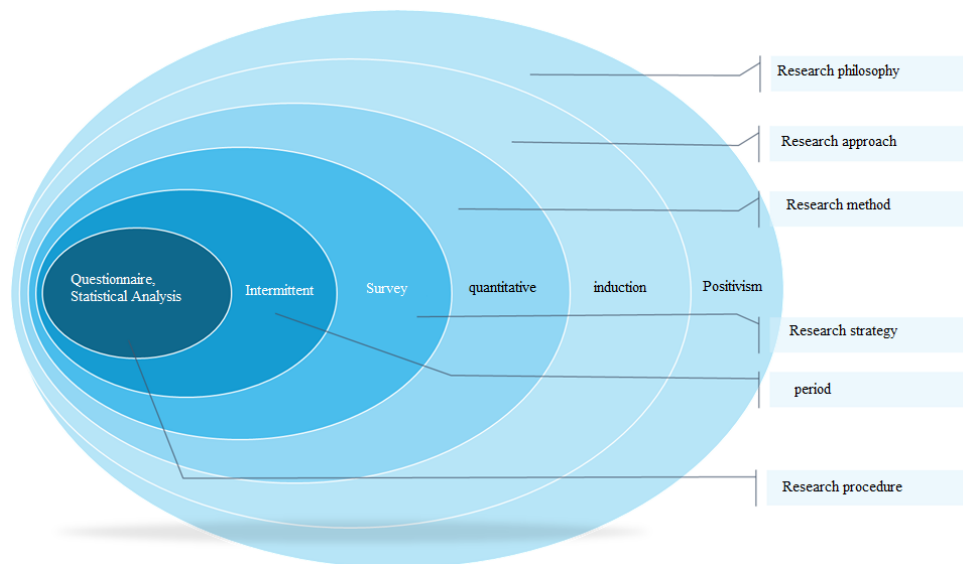 Research philosophy
Research approach
Research method
Questionnaire,
Statistical Analysis
Intermittent
Survey
quantitative
induction
Positivism
Research strategy
period
Research procedure